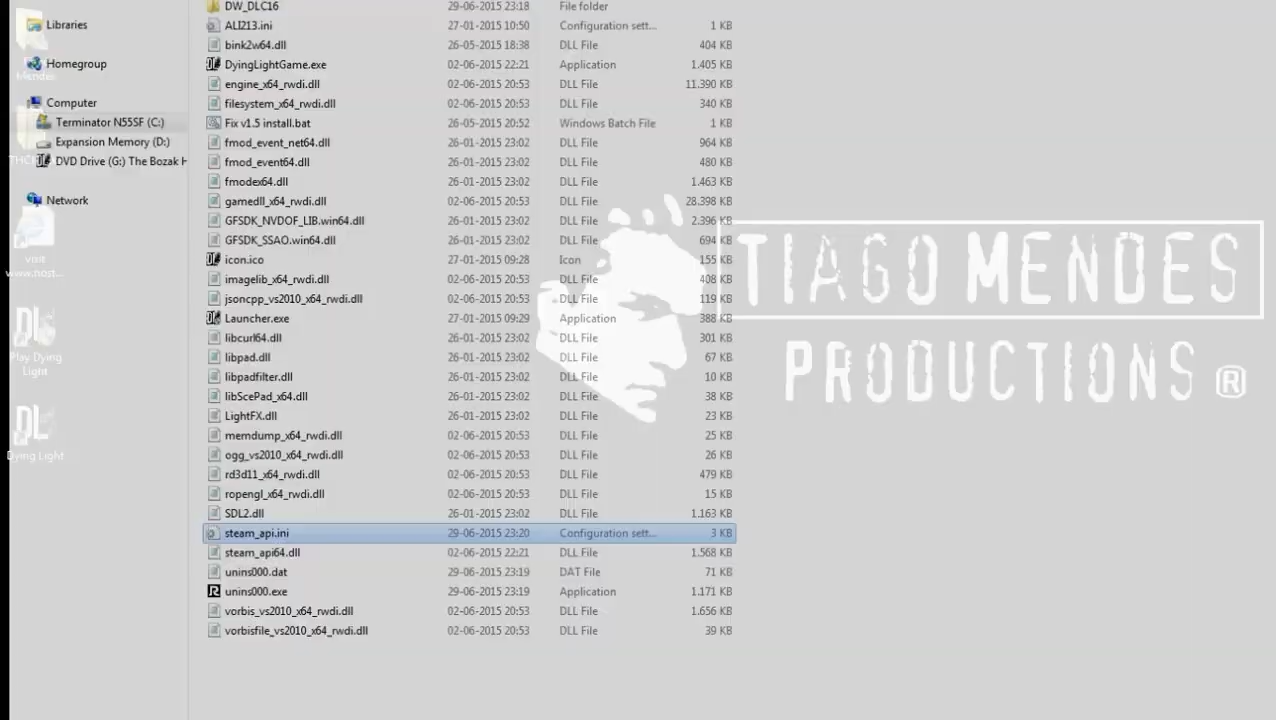 DW_DLC16 29-06-2015 23:18 File folder
Libraries ALI213.ini 27-01-2015 10:50 Configuration sett... 1 KB
bink2w64.dll 26-05-2015 18:38 DLL File 404 KB
Homegroup DyingLightGame.exe 02-06-2015 22:21 Application 1.405 KB
Mendes
engine_x64_rwdi.dll 02-06-2015 20:53 DLL File 11.390 KB
Computer filesystem_x64_rwdi.dll 02-06-2015 20:53 DLL File 340 KB
Terminator N55SF (C:) Fix v1.5 install.bat 26-05-2015 20:52 Windows Batch File 1 KB
Expansion Memory (D:) fmod_event_net64.dll 26-01-2015 23:02 DLL File 964 KB
DVD Drive (G:) The Bozak H fmod_event64.dll 26-01-2015 23:02 DLL File 480 KB
fmodex64.dll 26-01-2015 23:02 DLL File 1.463 KB
Network gamedll_x64_rwdi.dll 02-06-2015 20:53 DLL File 28.398 KB
GFSDK_NVDOF_LIB.win64.dll 26-01-2015 23:02 DLL File 2.396 KB
GFSDK_SSAO.win64.dll 26-01-2015 23:02 DLL File 694 KB
visit
www.nost...
icon.ico 27-01-2015 09:28 Icon 155 KB
imagelib_x64_rwdi.dll 02-06-2015 20:53 DLL File 408 KB
TIAGO MENDES
jsoncpp_vs2010_x64_rwdi.dll 02-06-2015 20:53 DLL File 119 KB
Launcher.exe 27-01-2015 09:29 Application 388 KB
libcurl64.dll 26-01-2015 23:02 DLL File 301 KB
Play Dying
Light
libpad.dll 26-01-2015 23:02 DLL File 67 KB
libpadfilter.dll 26-01-2015 23:02 DLL File 10 KB
PRODUCTIONS ®
libScePad_x64.dll 26-01-2015 23:02 DLL File 38 KB
LightFX.dll 26-01-2015 23:02 DLL File 23 KB
memdump_x64_rwdi.dll 02-06-2015 20:53 DLL File 25 KB
Dying Light
ogg_vs2010_x64_rwdi.dll 02-06-2015 20:53 DLL File 26 KB
rd3d11_x64_rwdi.dll 02-06-2015 20:53 DLL File 479 KB
ropengl_x64_rwdi.dll 02-06-2015 20:53 DLL File 15 KB
SDL2.dll 26-01-2015 23:02 DLL File 1.163 KB
steam_api.ini 29-06-2015 23:20 Configuration sett... 3 KB
steam_api64.dll 02-06-2015 22:21 DLL File 1.568 KB
unins000.dat 29-06-2015 23:19 DAT File 71 KB
unins000.exe 29-06-2015 23:19 Application 1.171 KB
vorbis_vs2010_x64_rwdi.dll 02-06-2015 20:53 DLL File 1.656 KB
vorbisfile_vs2010_x64_rwdi.dll 02-06-2015 20:53 DLL File 39 KB